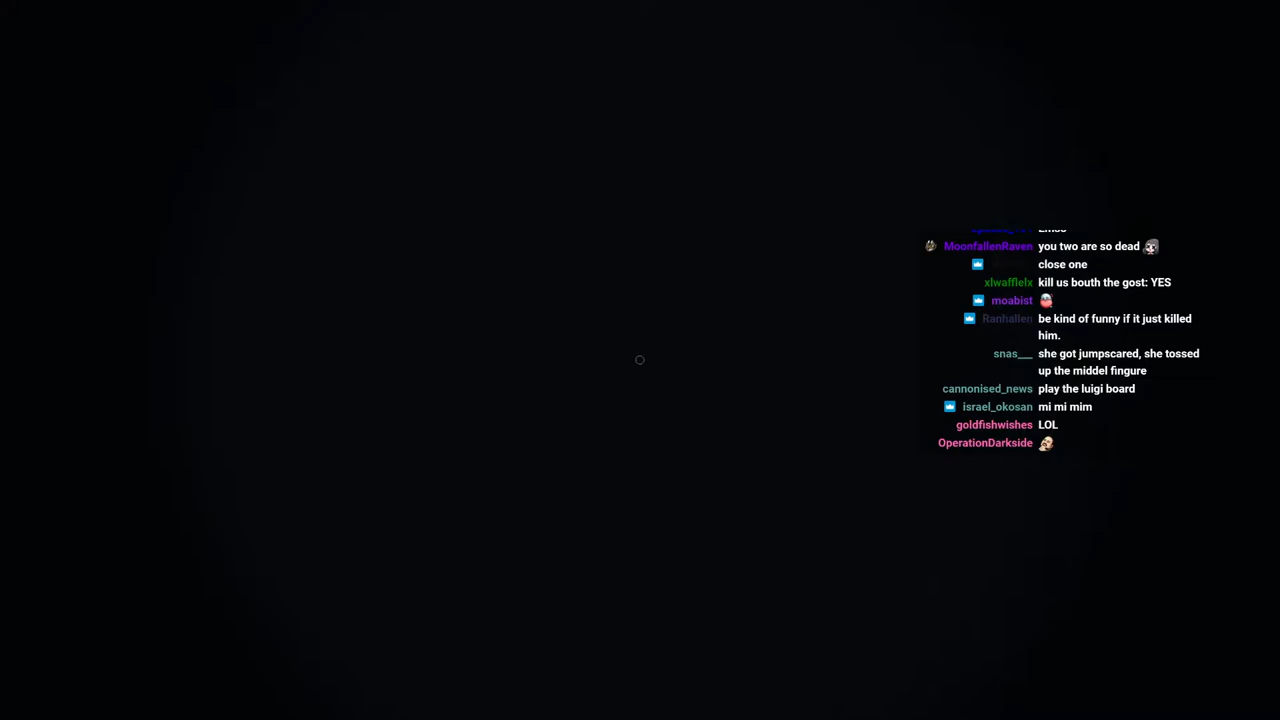 MoonfallenRaven you two are so dead
close one
xlwafflelx kill us bouth the gost: YES
moabist
Ranhallen be kind of funny if it just killed
him.
snas___ she got jumpscared, she tossed
up the middel fingure
cannonised_news play the luigi board
israel_okosan mi mi mim
goldfishwishes LOL
OperationDarkside